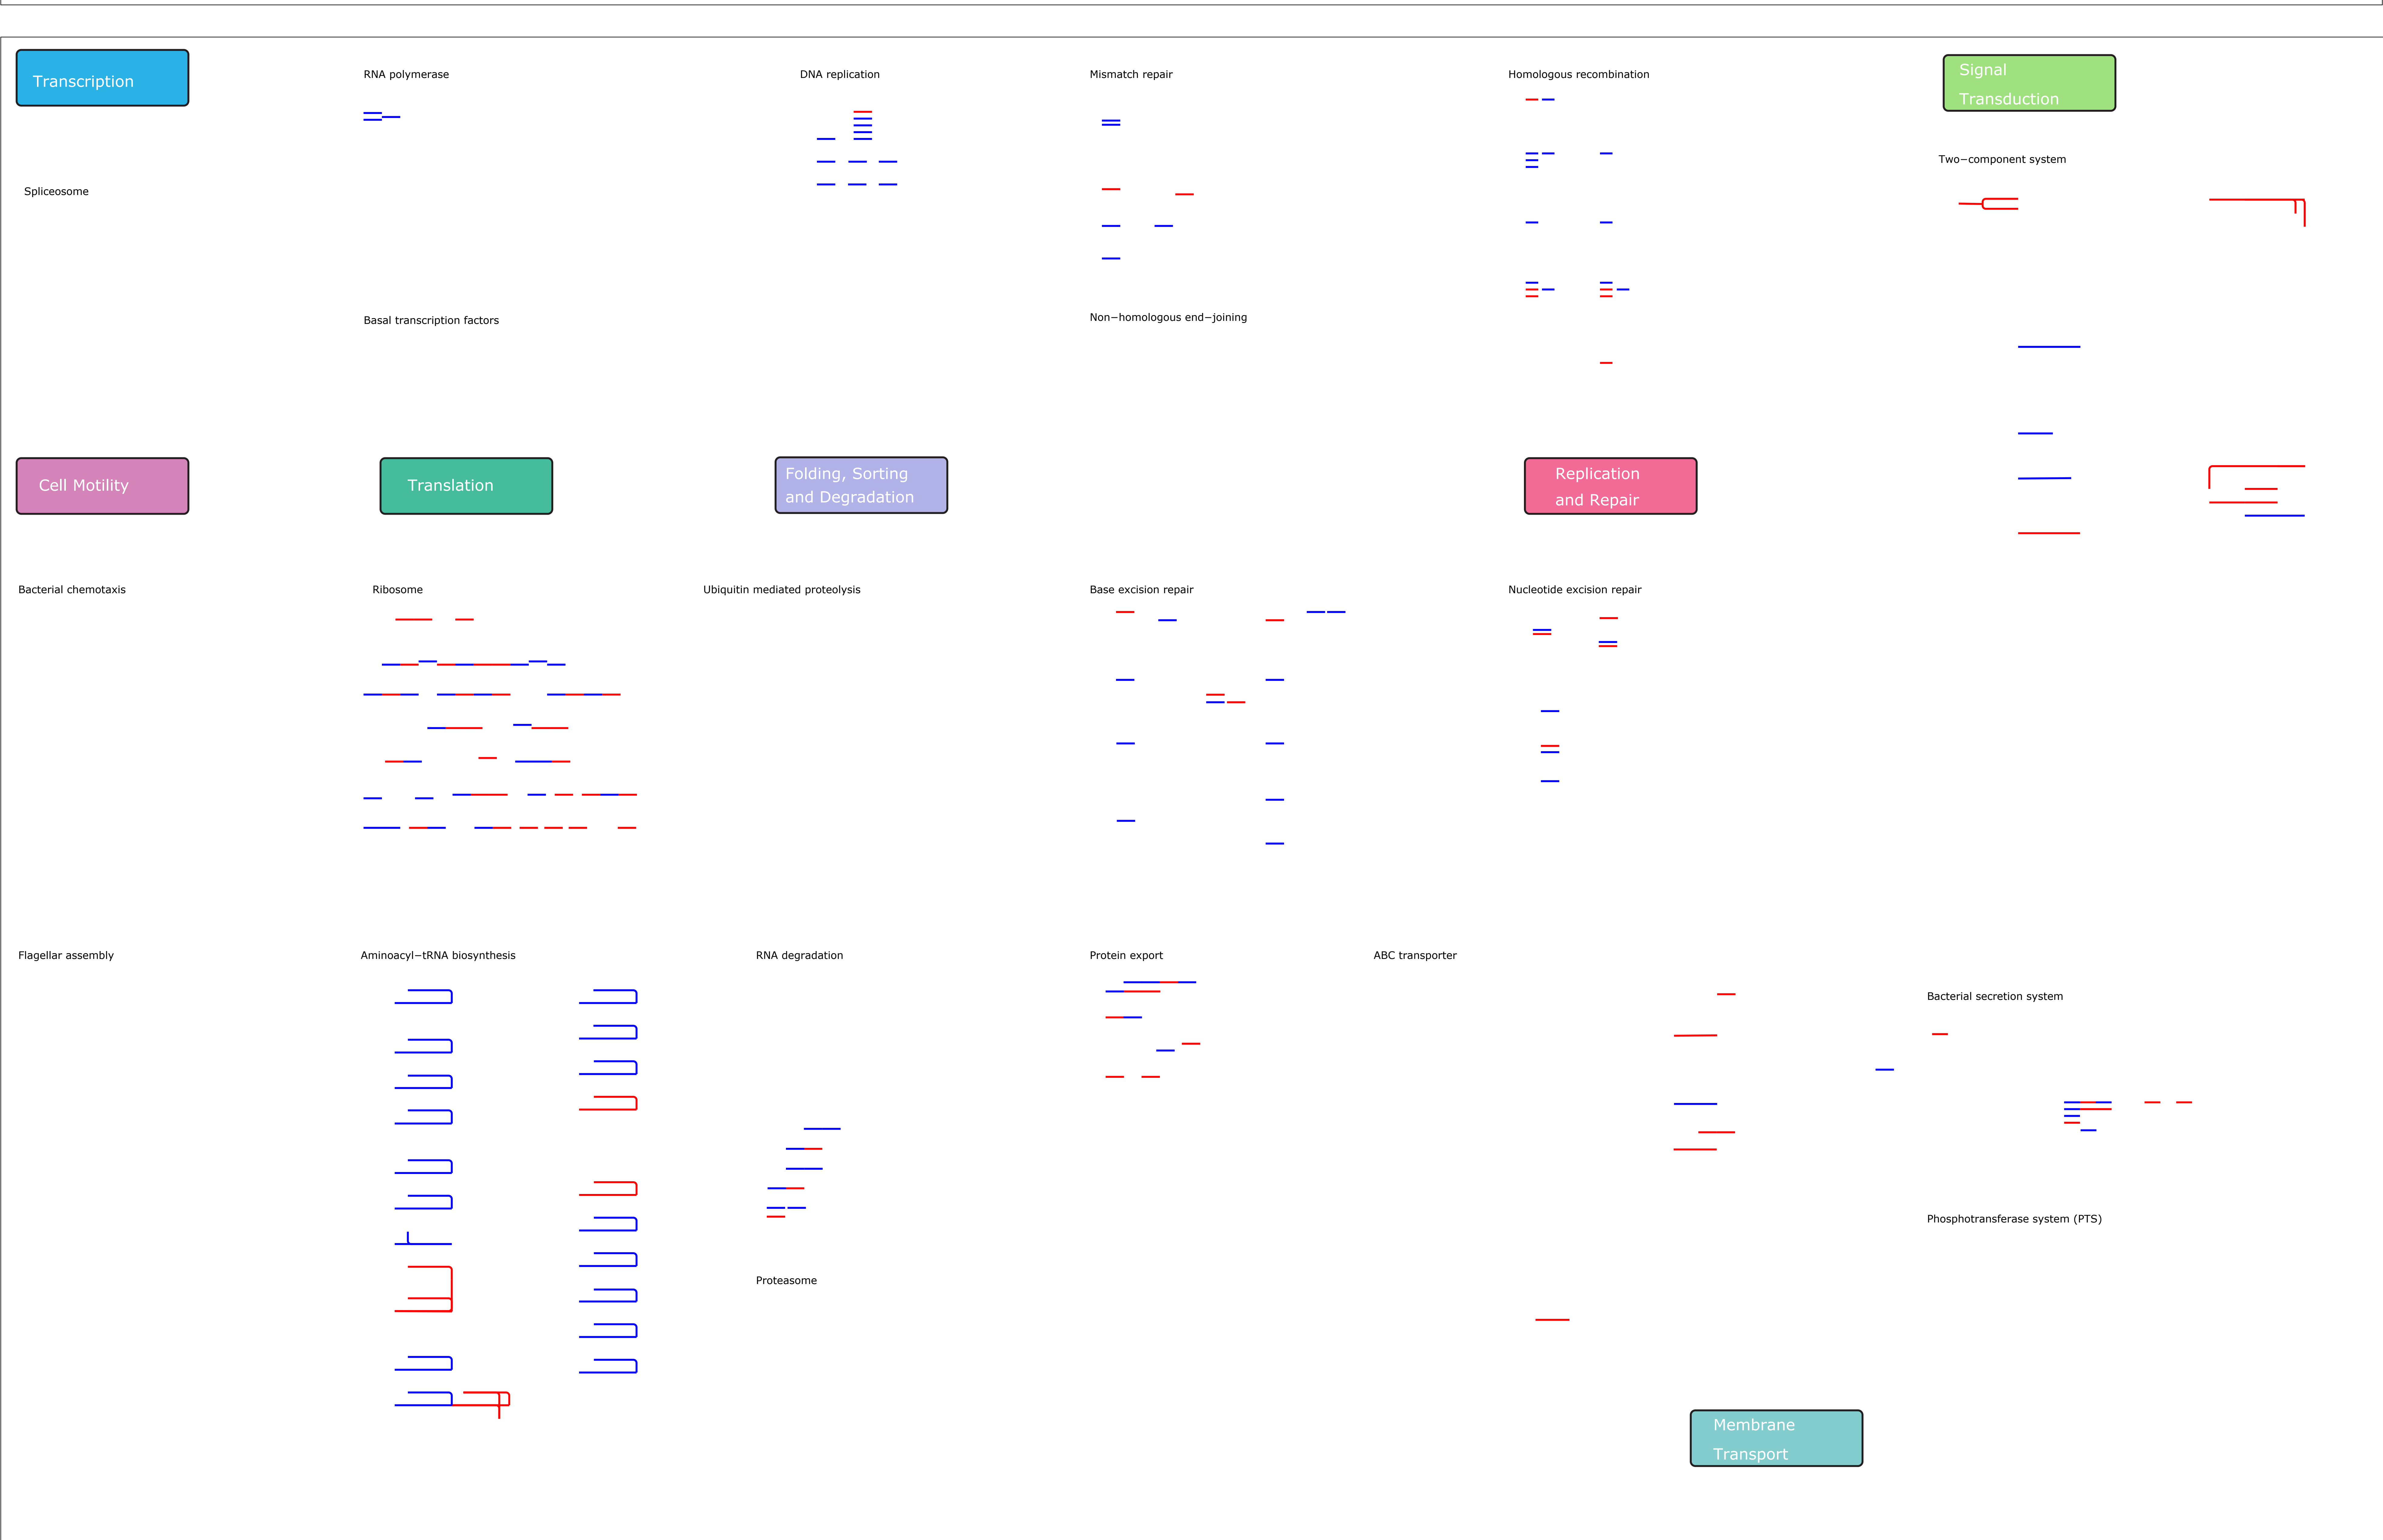 Transcription
RNA polymerase
DNA replication
Mismatch repair
Homologous recombination
Signal
Transduction
Two−component system
Spliceosome
Basal transcription factors
Non−homologous end−joining
Cell Motility
Translation
Folding, Sorting
and Degradation
Replication
and Repair
Bacterial chemotaxis
Ribosome
Ubiquitin mediated proteolysis
Base excision repair
Nucleotide excision repair
Flagellar assembly
Aminoacyl−tRNA biosynthesis
RNA degradation
Protein export
ABC transporter
Bacterial secretion system
Phosphotransferase system (PTS)
Proteasome
Membrane
Transport